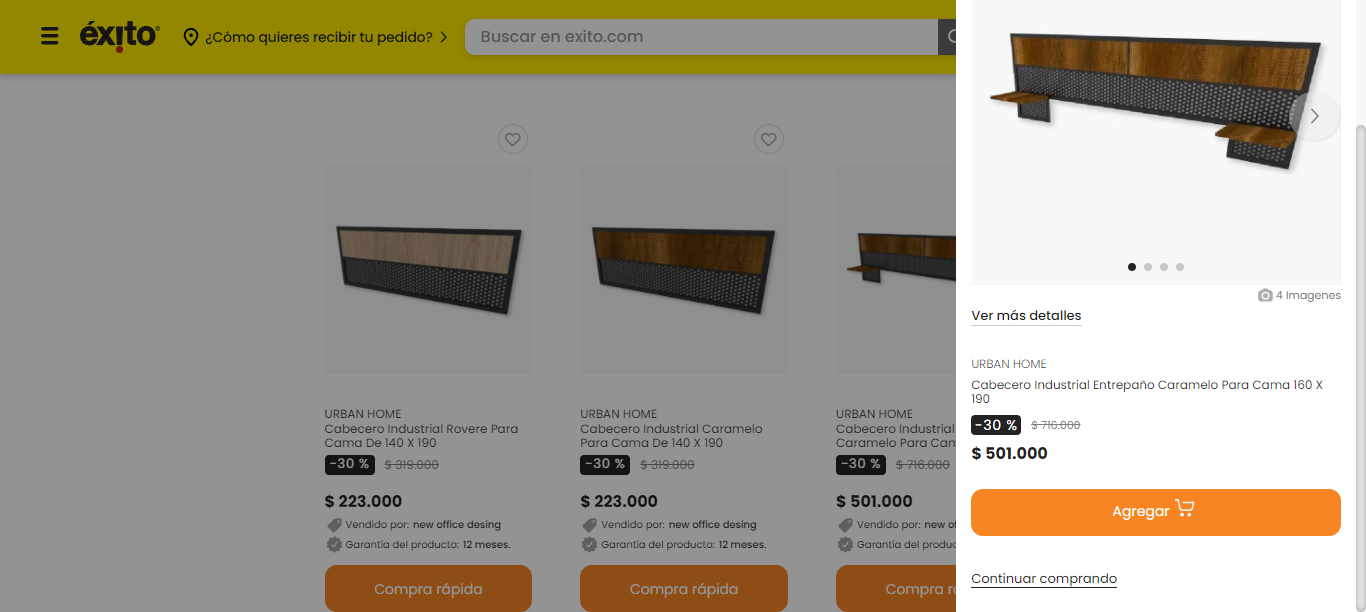 éxito
¿Cómo quieres recibir tu pedido?
Buscar en exito.com
URBAN HOME
Cabecero Industrial Rovere Para
Cama De 140 X 190
-30 % $ 319.000
$ 223.000
Vendido por: new office desing
Garantía del producto: 12 meses.
Compra rápida
URBAN HOME
Cabecero Industrial Caramelo
Para Cama De 140 X 190
-30 % $ 319.000
$ 223.000
Vendido por: new office desing
Garantía del producto: 12 meses.
Compra rápida
URBAN HOME
Cabecero Industrial
Caramelo Para Cam
-30 % $ 716.000
$ 501.000
Vendido por: new of
Garantía del produc
Compra rá
4 Imagenes
Ver más detalles
URBAN HOME
Cabecero Industrial Entrepaño Caramelo Para Cama 160 X
190
-30 % $ 716.000
$ 501.000
Agregar
Continuar comprando